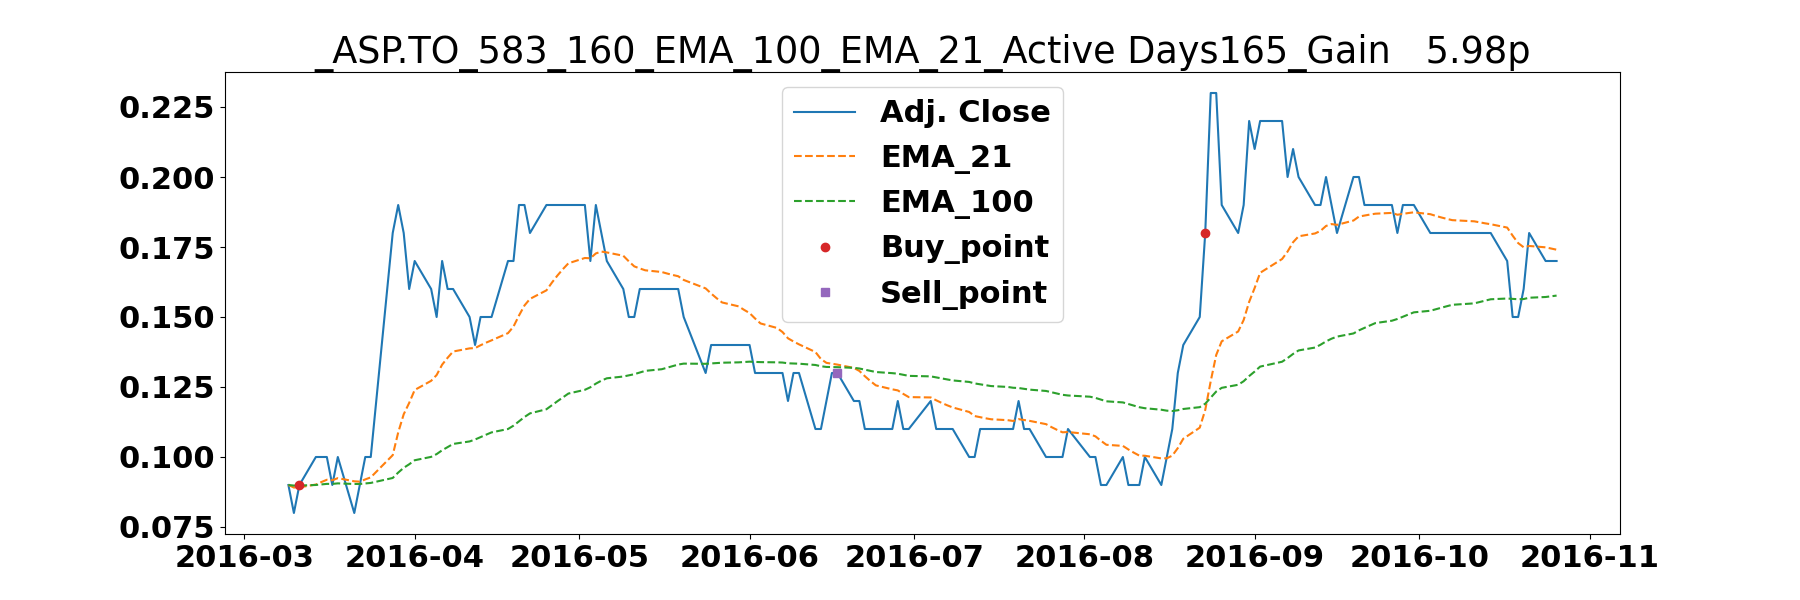 _ASP.TO_583_160_EMA_100_EMA_21_Active Days165_Gain   5.98p
Adj. Close
EMA_21
EMA_100
Buy_point
Sell_point
0.225
0.200
0.175
0.150
0.125
0.100
0.075
2016-03 2016-04 2016-05 2016-06 2016-07 2016-08 2016-09 2016-10 2016-11